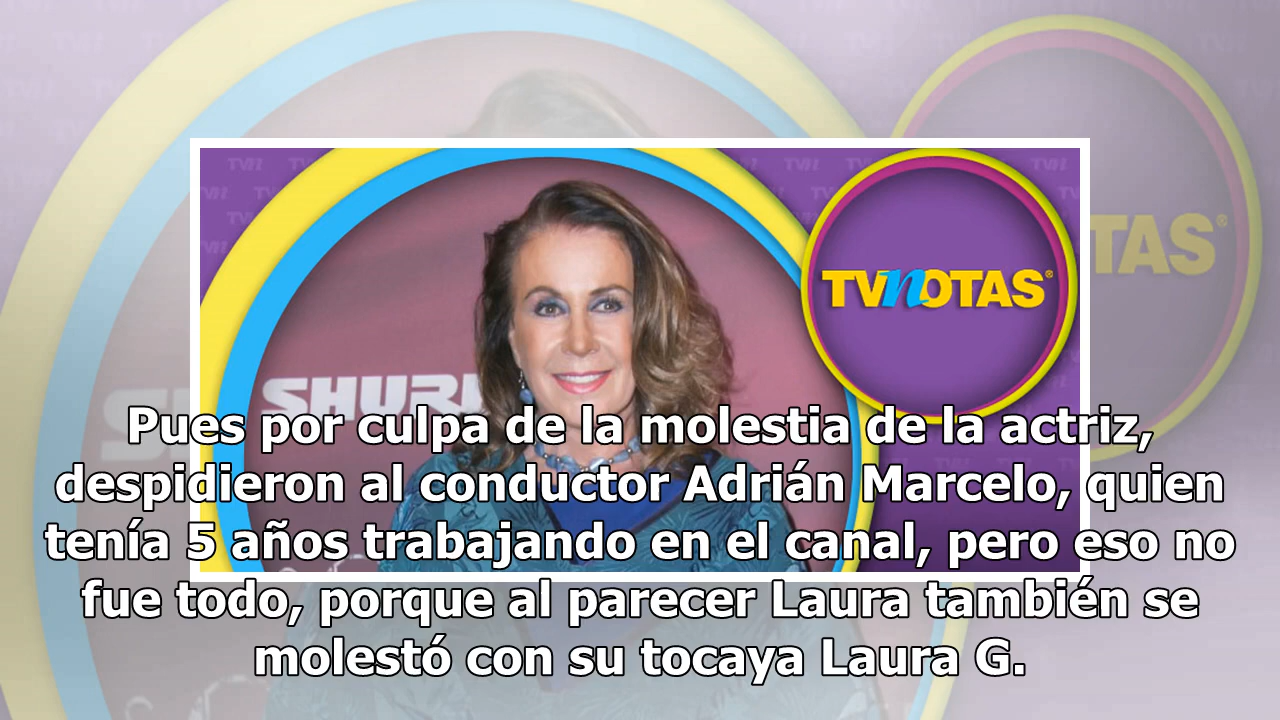 TVnOTAS®
TAS®
SHUR
Pues por culpa de la molestia de la actriz,
despidieron al conductor Adrián Marcelo, quien
tenía 5 años trabajando en el canal, pero eso no
fue todo, porque al parecer Laura también se
molestó con su tocaya Laura G.